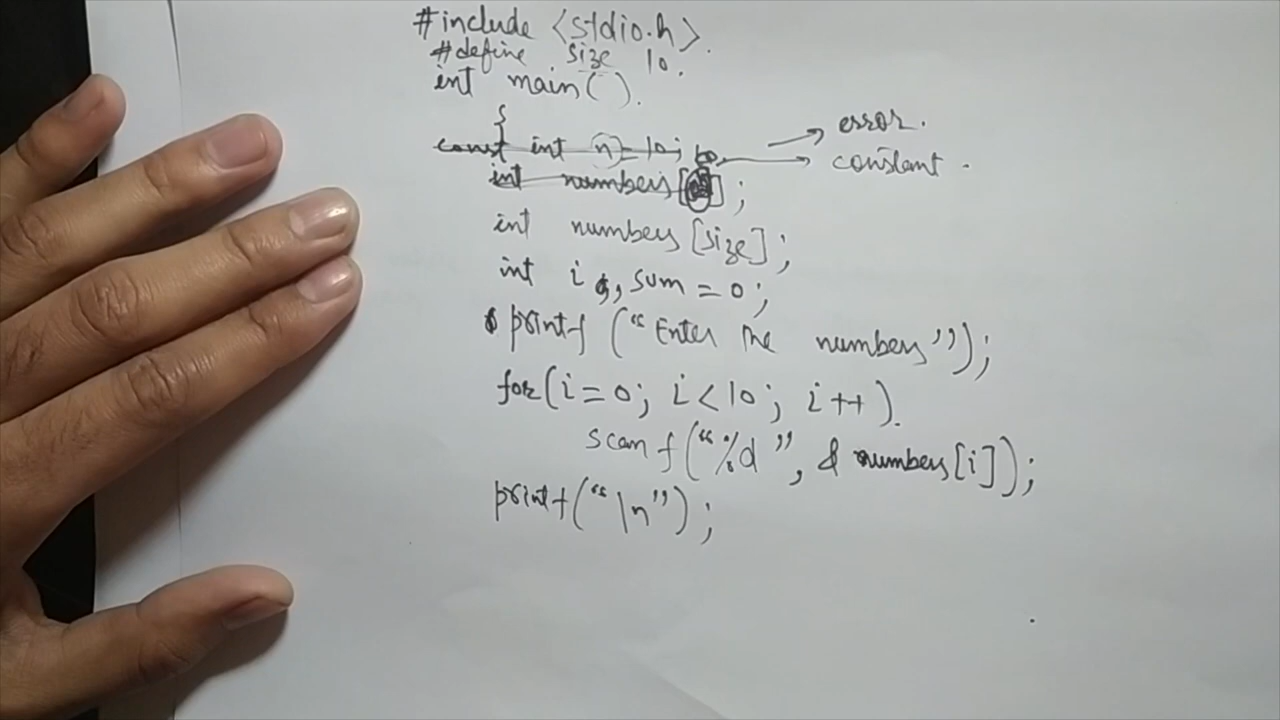 #include <stdio.h>.
#define size 10.
int main().
{
const int n = 10;
error.
10
constant.
int numbers[];
int numbers[size];
int i, sum = 0;
printf("Enter the numbers");
for(i=0; i<10; i++).
scanf("%d", & numbers[i]);
printf("\n");